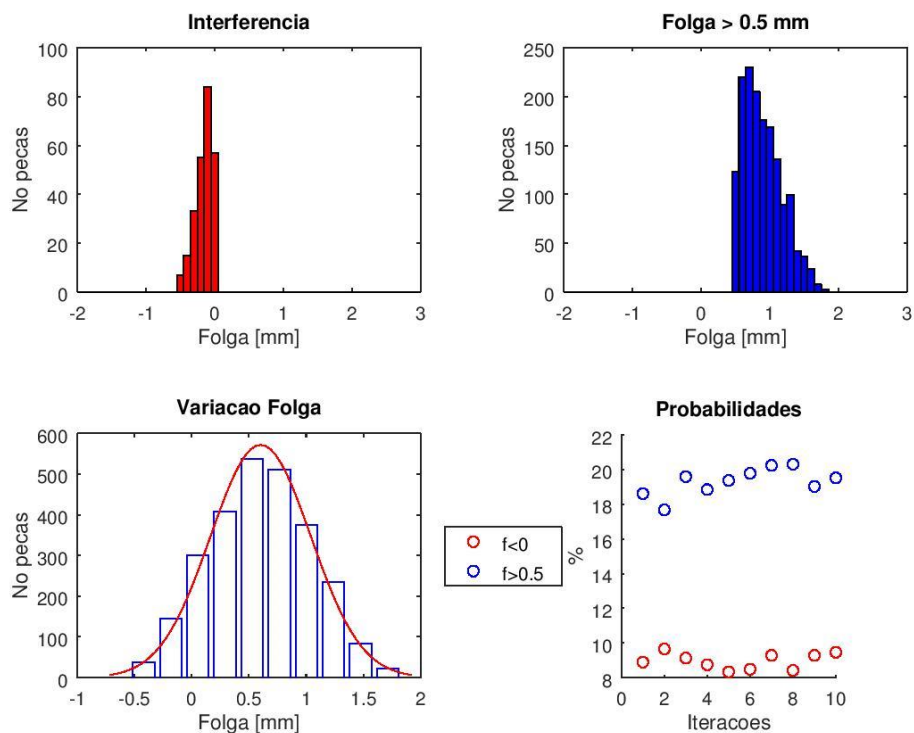 Interferencia
100
80
60
40
20
0
No pecas
-2 -1 0 1 2 3
Folga [mm]
Folga > 0.5 mm
250
200
150
100
50
0
No pecas
-2 -1 0 1 2 3
Folga [mm]
Variacao Folga
600
500
400
300
200
100
0
No pecas
-1 -0.5 0 0.5 1 1.5 2
Folga [mm]
f<0
f>0.5
Probabilidades
22
20
18
16
14
12
10
8
%
0 2 4 6 8 10
Iteracoes